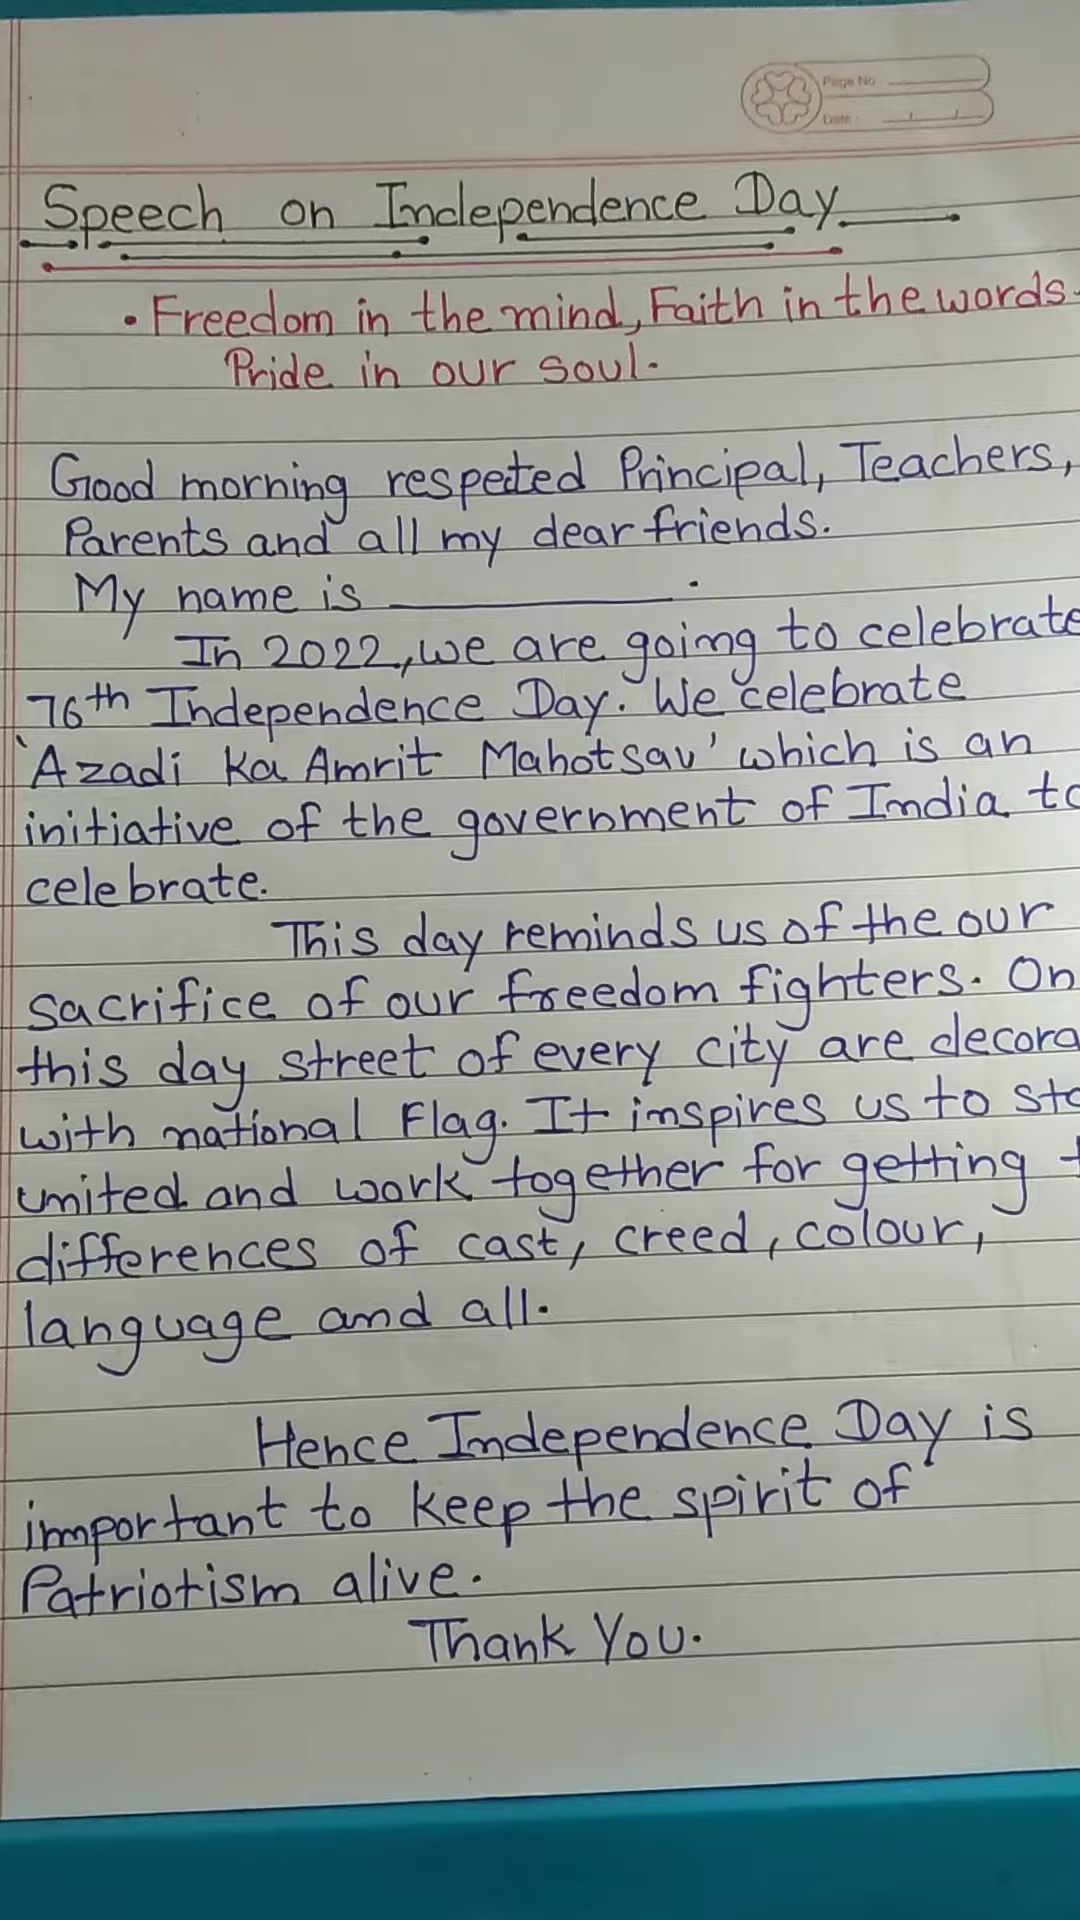 Page No
Date :
Speech on Independence Day
• Freedom in the mind, Faith in the words
Pride in our soul.
Good morning respeted Principal, Teachers,
Parents and all my dear friends.
My name is ________.
In 2022, we are going to celebrate
76th Independence Day. We celebrate
'Azadi Ka Amrit Mahotsav' which is an
initiative of the government of India to
celebrate.
This day reminds us of the our
sacrifice of our freedom fighters. On
this day street of every city are decora
with national Flag. It inspires us to sta
united and work together for getting t
differences of cast, creed, colour,
language and all.
Hence Independence Day is
important to keep the spirit of
Patriotism alive.
Thank You.